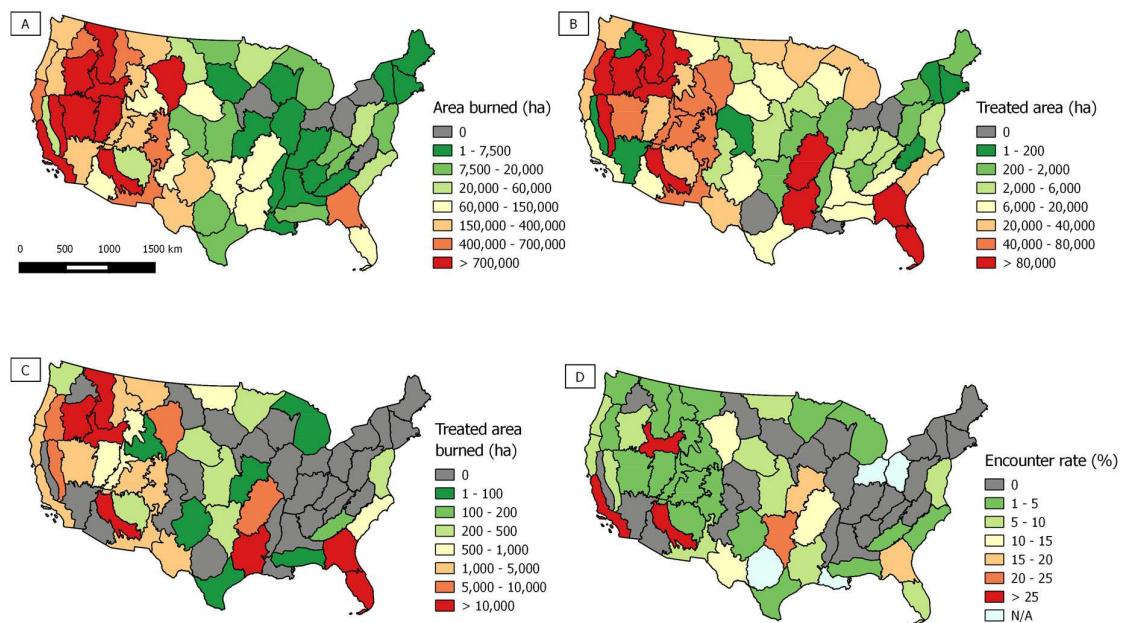 A
Area burned (ha)
0
1 - 7,500
7,500 - 20,000
20,000 - 60,000
60,000 - 150,000
150,000 - 400,000
400,000 - 700,000
> 700,000
0 500 1000 1500 km
B
Treated area (ha)
0
1 - 200
200 - 2,000
2,000 - 6,000
6,000 - 20,000
20,000 - 40,000
40,000 - 80,000
> 80,000
C
Treated area
burned (ha)
0
1 - 100
100 - 200
200 - 500
500 - 1,000
1,000 - 5,000
5,000 - 10,000
> 10,000
D
Encounter rate (%)
0
1 - 5
5 - 10
10 - 15
15 - 20
20 - 25
> 25
N/A